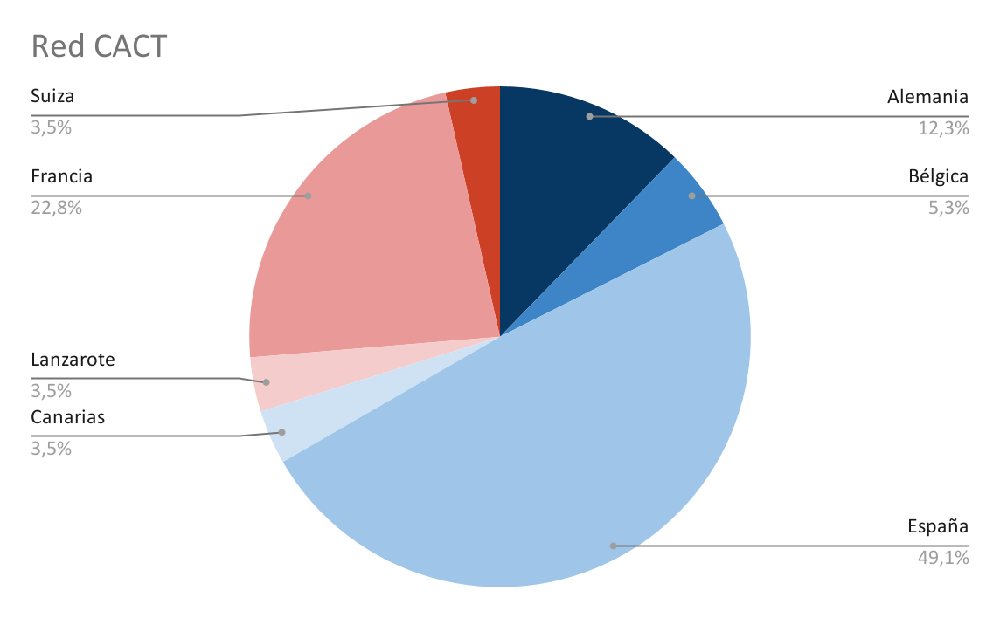 Red CACT
Suiza
3,5%
Francia
22,8%
Lanzarote
3,5%
Canarias
3,5%
Alemania
12,3%
Bélgica
5,3%
España
49,1%